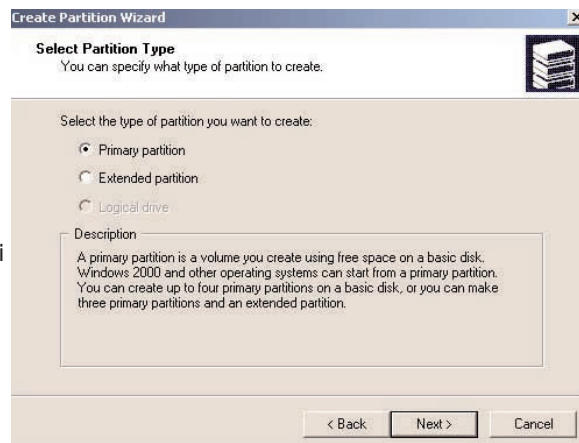 Create Partition Wizard
Select Partition Type
You can specify what type of partition to create.
Select the type of partition you want to create:
Primary partition
Extended partition
Logical drive
i
Description
A primary partition is a volume you create using free space on a basic disk.
Windows 2000 and other operating systems can start from a primary partition.
You can create up to four primary partitions on a basic disk, or you can make
three primary partitions and an extended partition.
< Back
Next >
Cancel